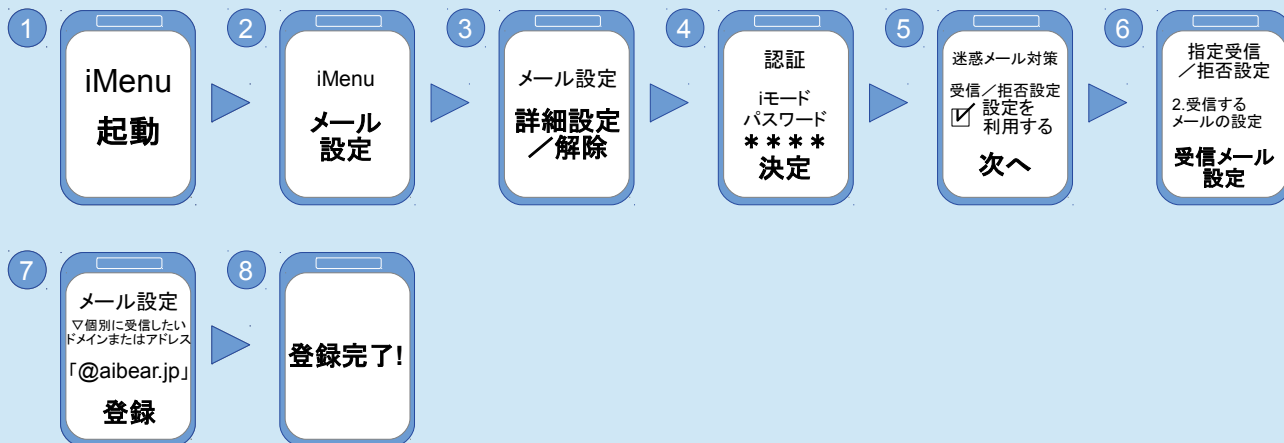 1
iMenu
起動
2
iMenu
メール
設定
3
メール設定
詳細設定
／解除
4
認証
iモード
パスワード
＊＊＊＊
決定
5
迷惑メール対策
受信／拒否設定
設定を
利用する
次へ
6
指定受信
／拒否設定
2.受信する
メールの設定
受信メール
設定
7
メール設定
▽個別に受信したい
ドメインまたはアドレス
「@aibear.jp」
登録
8
登録完了!